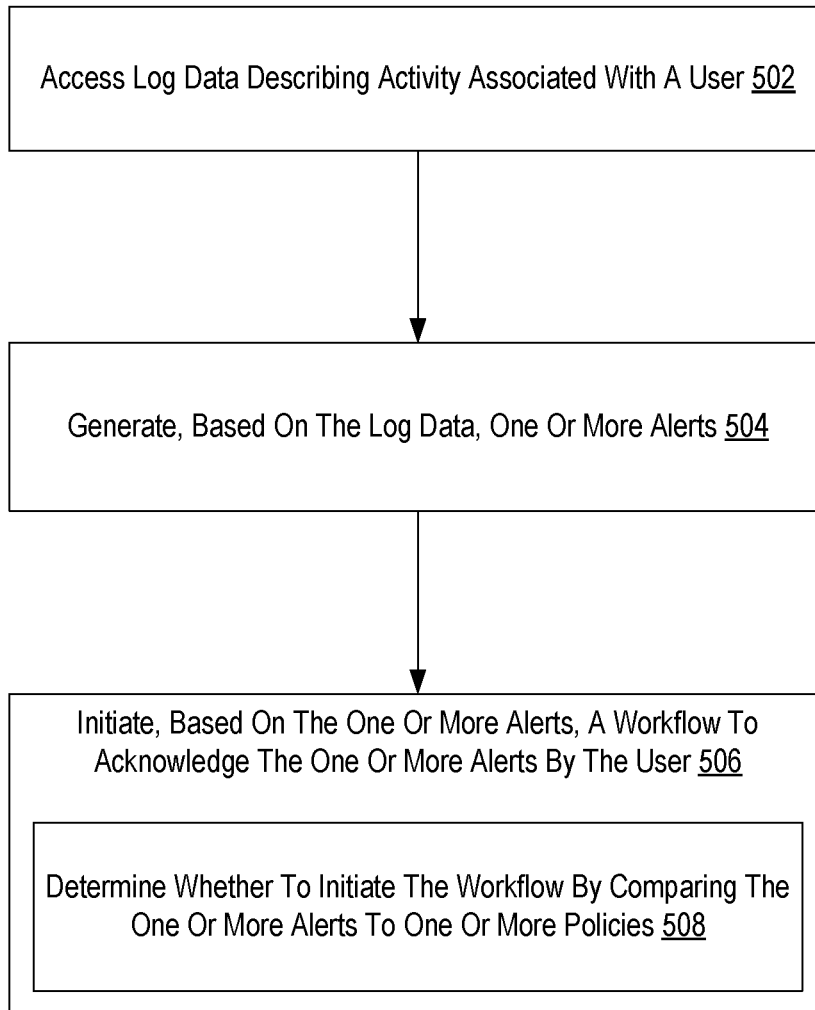 Access Log Data Describing Activity Associated With A User 502
Generate, Based On The Log Data, One Or More Alerts 504
Initiate, Based On The One Or More Alerts, A Workflow To
Acknowledge The One Or More Alerts By The User 506
Determine Whether To Initiate The Workflow By Comparing The
One Or More Alerts To One Or More Policies 508